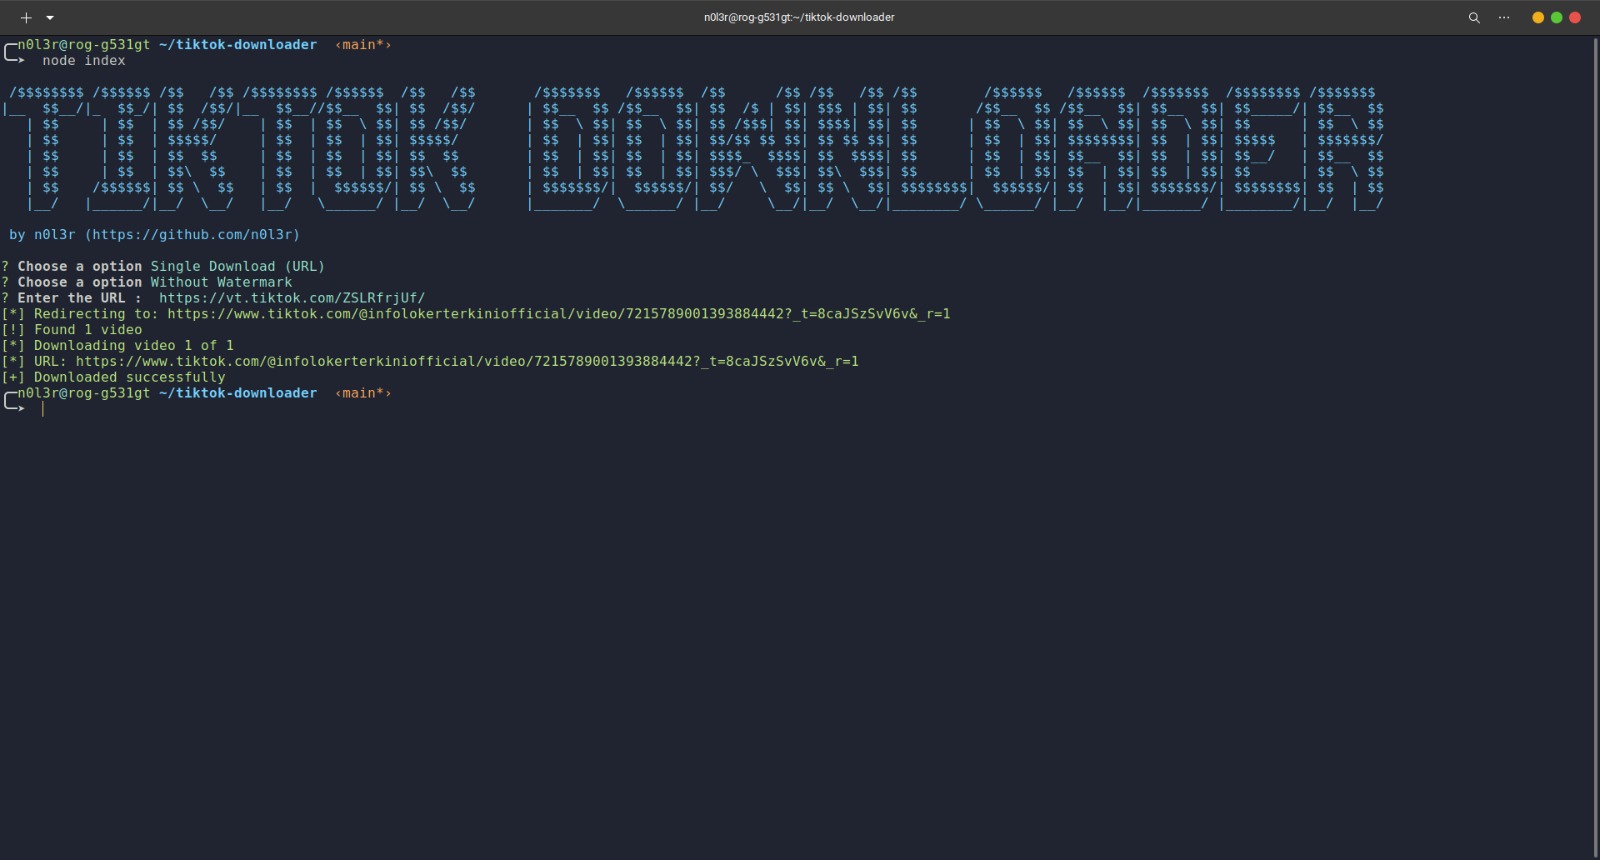 n0l3r@rog-g531gt:~/tiktok-downloader
n0l3r@rog-g531gt ~/tiktok-downloader ‹main*›
node index
TIKTOK DOWNLOADER
by n0l3r (https://github.com/n0l3r)
? Choose a option Single Download (URL)
? Choose a option Without Watermark
? Enter the URL :  https://vt.tiktok.com/ZSLRfrjUf/
[*] Redirecting to: https://www.tiktok.com/@infolokerterkiniofficial/video/7215789001393884442?_t=8caJSzSvV6v&_r=1
[!] Found 1 video
[*] Downloading video 1 of 1
[*] URL: https://www.tiktok.com/@infolokerterkiniofficial/video/7215789001393884442?_t=8caJSzSvV6v&_r=1
[+] Downloaded successfully
n0l3r@rog-g531gt ~/tiktok-downloader ‹main*›